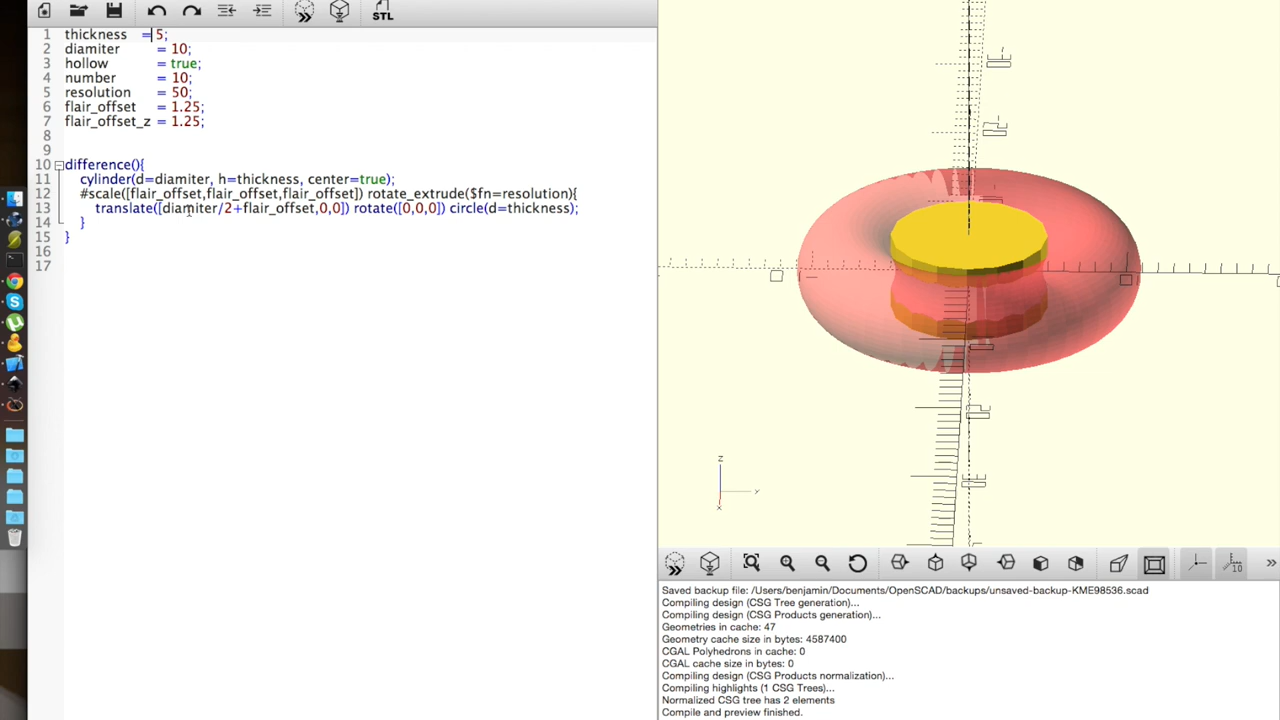 STL
1 thickness = 5;
2 diamiter = 10;
3 hollow = true;
4 number = 10;
5 resolution = 50;
6 flair_offset = 1.25;
7 flair_offset_z = 1.25;
8
9
10 difference(){
11 cylinder(d=diamiter, h=thickness, center=true);
12 #scale([flair_offset,flair_offset,flair_offset]) rotate_extrude($fn=resolution){
13 translate([diamiter/2+flair_offset,0,0]) rotate([0,0,0]) circle(d=thickness);
14 }
15 }
16
17
z
y
x
10
Saved backup file: /Users/benjamin/Documents/OpenSCAD/backups/unsaved-backup-KME98536.scad
Compiling design (CSG Tree generation)...
Compiling design (CSG Products generation)...
Geometries in cache: 47
Geometry cache size in bytes: 4587400
CGAL Polyhedrons in cache: 0
CGAL cache size in bytes: 0
Compiling design (CSG Products normalization)...
Compiling highlights (1 CSG Trees)...
Normalized CSG tree has 2 elements
Compile and preview finished.